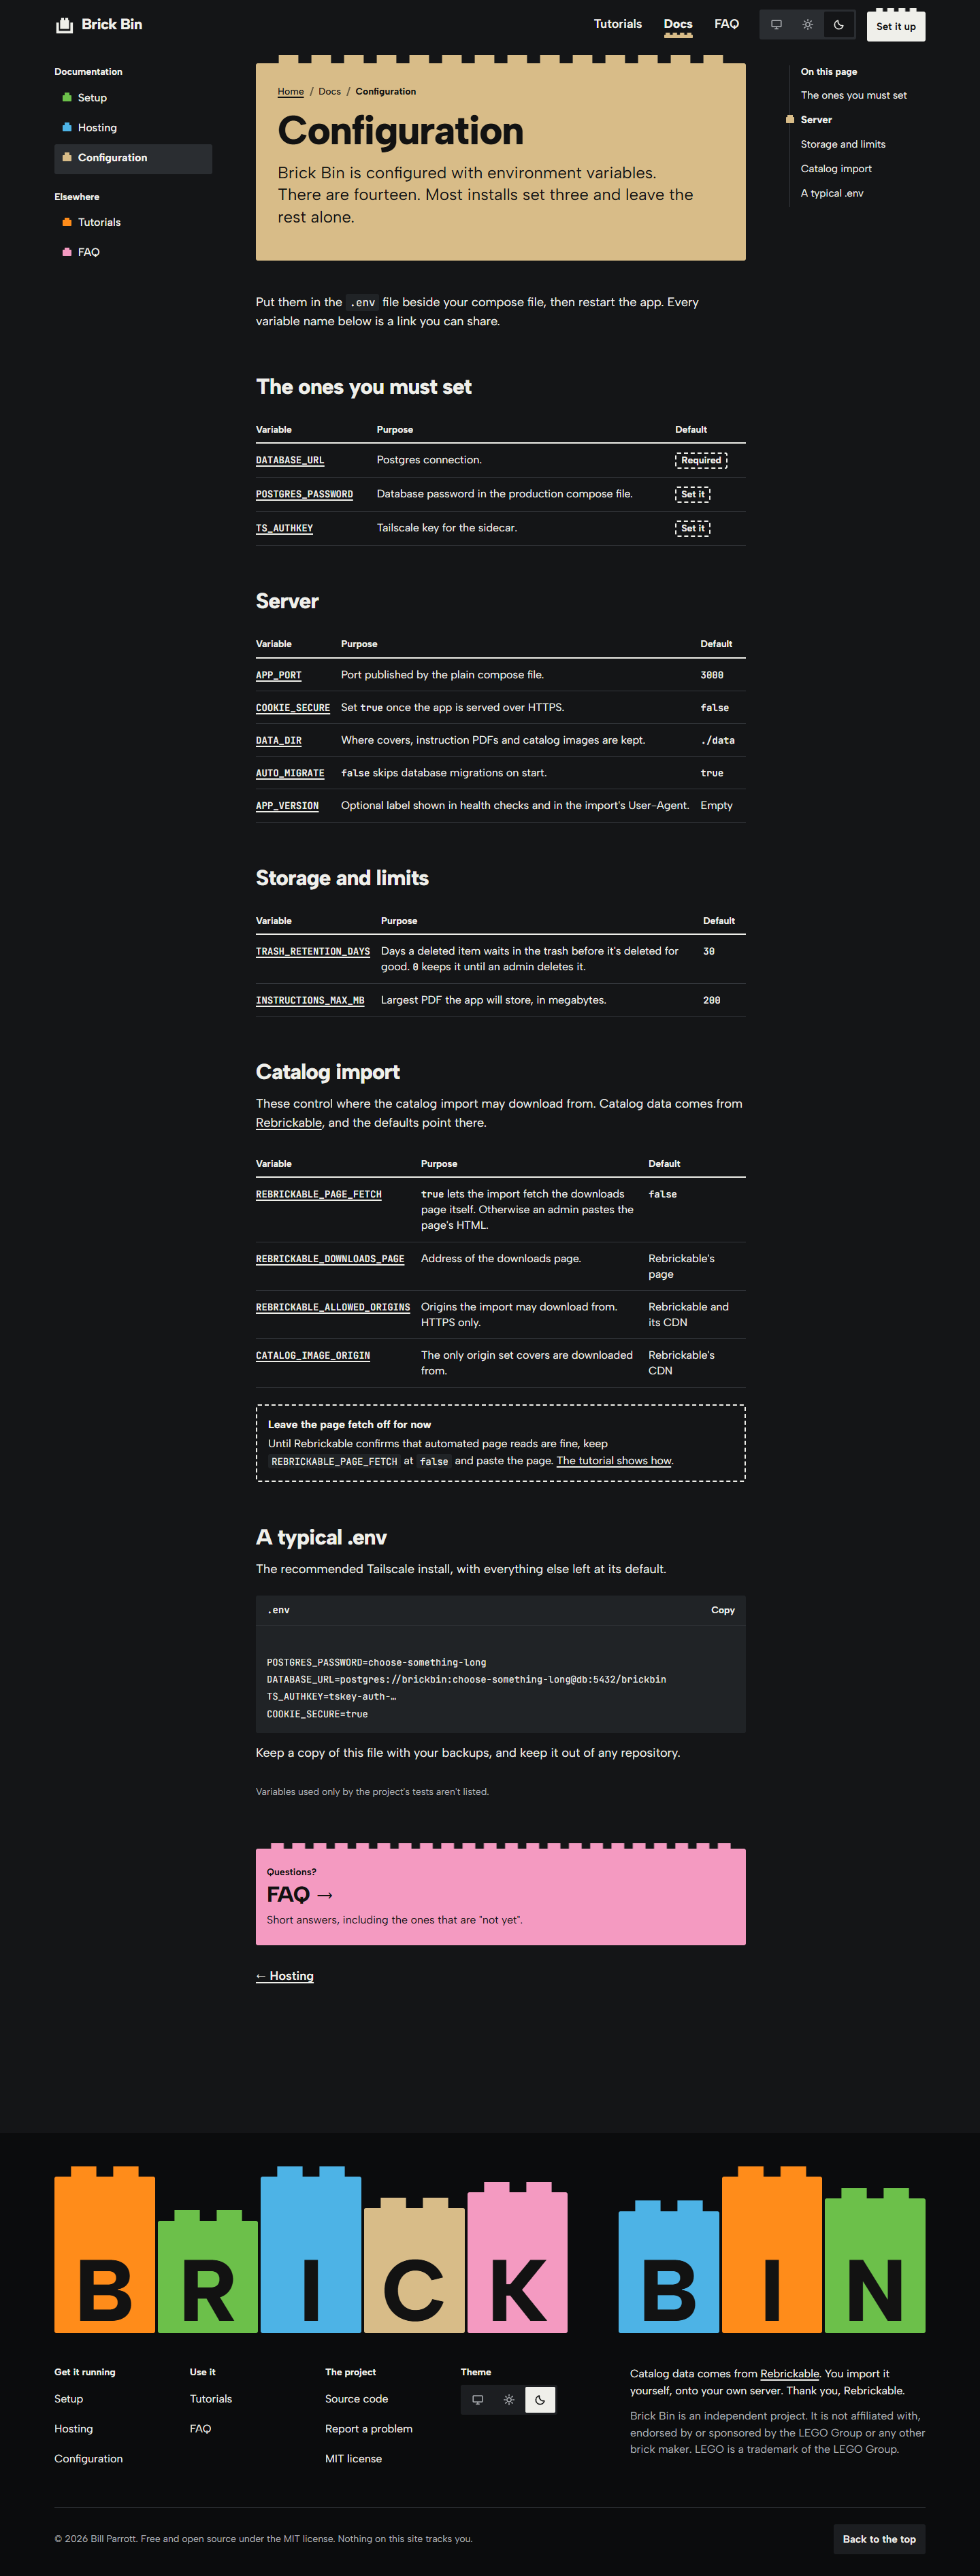 Brick Bin
Tutorials
Docs
FAQ
Set it up
Documentation
Setup
Hosting
Configuration
Elsewhere
Tutorials
FAQ
Home / Docs / Configuration
Configuration
Brick Bin is configured with environment variables.
There are fourteen. Most installs set three and leave the
rest alone.
On this page
The ones you must set
Server
Storage and limits
Catalog import
A typical .env
Put them in the .env file beside your compose file, then restart the app. Every
variable name below is a link you can share.
The ones you must set
Variable Purpose Default
DATABASE_URL Postgres connection. Required
POSTGRES_PASSWORD Database password in the production compose file. Set it
TS_AUTHKEY Tailscale key for the sidecar. Set it
Server
Variable Purpose Default
APP_PORT Port published by the plain compose file. 3000
COOKIE_SECURE Set true once the app is served over HTTPS. false
DATA_DIR Where covers, instruction PDFs and catalog images are kept. ./data
AUTO_MIGRATE false skips database migrations on start. true
APP_VERSION Optional label shown in health checks and in the import's User-Agent. Empty
Storage and limits
Variable Purpose Default
TRASH_RETENTION_DAYS Days a deleted item waits in the trash before it's deleted for 30
good. 0 keeps it until an admin deletes it.
INSTRUCTIONS_MAX_MB Largest PDF the app will store, in megabytes. 200
Catalog import
These control where the catalog import may download from. Catalog data comes from
Rebrickable, and the defaults point there.
Variable Purpose Default
REBRICKABLE_PAGE_FETCH true lets the import fetch the downloads false
page itself. Otherwise an admin pastes the
page's HTML.
REBRICKABLE_DOWNLOADS_PAGE Address of the downloads page. Rebrickable's
page
REBRICKABLE_ALLOWED_ORIGINS Origins the import may download from. Rebrickable and
HTTPS only. its CDN
CATALOG_IMAGE_ORIGIN The only origin set covers are downloaded Rebrickable's
from. CDN
Leave the page fetch off for now
Until Rebrickable confirms that automated page reads are fine, keep
REBRICKABLE_PAGE_FETCH at false and paste the page. The tutorial shows how.
A typical .env
The recommended Tailscale install, with everything else left at its default.
.env Copy
POSTGRES_PASSWORD=choose-something-long
DATABASE_URL=postgres://brickbin:choose-something-long@db:5432/brickbin
TS_AUTHKEY=tskey-auth-…
COOKIE_SECURE=true
Keep a copy of this file with your backups, and keep it out of any repository.
Variables used only by the project's tests aren't listed.
Questions?
FAQ →
Short answers, including the ones that are "not yet".
← Hosting
BRICK BIN
Get it running
Setup
Hosting
Configuration
Use it
Tutorials
FAQ
The project
Source code
Report a problem
MIT license
Theme
Catalog data comes from Rebrickable. You import it
yourself, onto your own server. Thank you, Rebrickable.
Brick Bin is an independent project. It is not affiliated with,
endorsed by or sponsored by the LEGO Group or any other
brick maker. LEGO is a trademark of the LEGO Group.
© 2026 Bill Parrott. Free and open source under the MIT license. Nothing on this site tracks you.
Back to the top